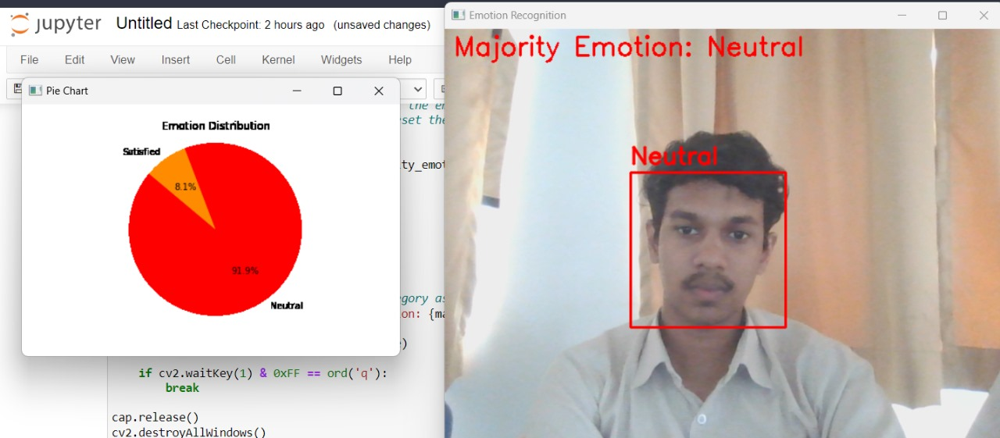 jupyter Untitled Last Checkpoint: 2 hours ago (unsaved changes)
File Edit View Insert Cell Kernel Widgets Help
Pie Chart
Emotion Distribution
Satisfied
8.1%
91.9%
Neutral
the
set the
ity_emot
gory as
on: {ma
)
if cv2.waitKey(1) & 0xFF == ord('q'):
break
cap.release()
cv2.destroyAllWindows()
Emotion Recognition
Majority Emotion: Neutral
Neutral